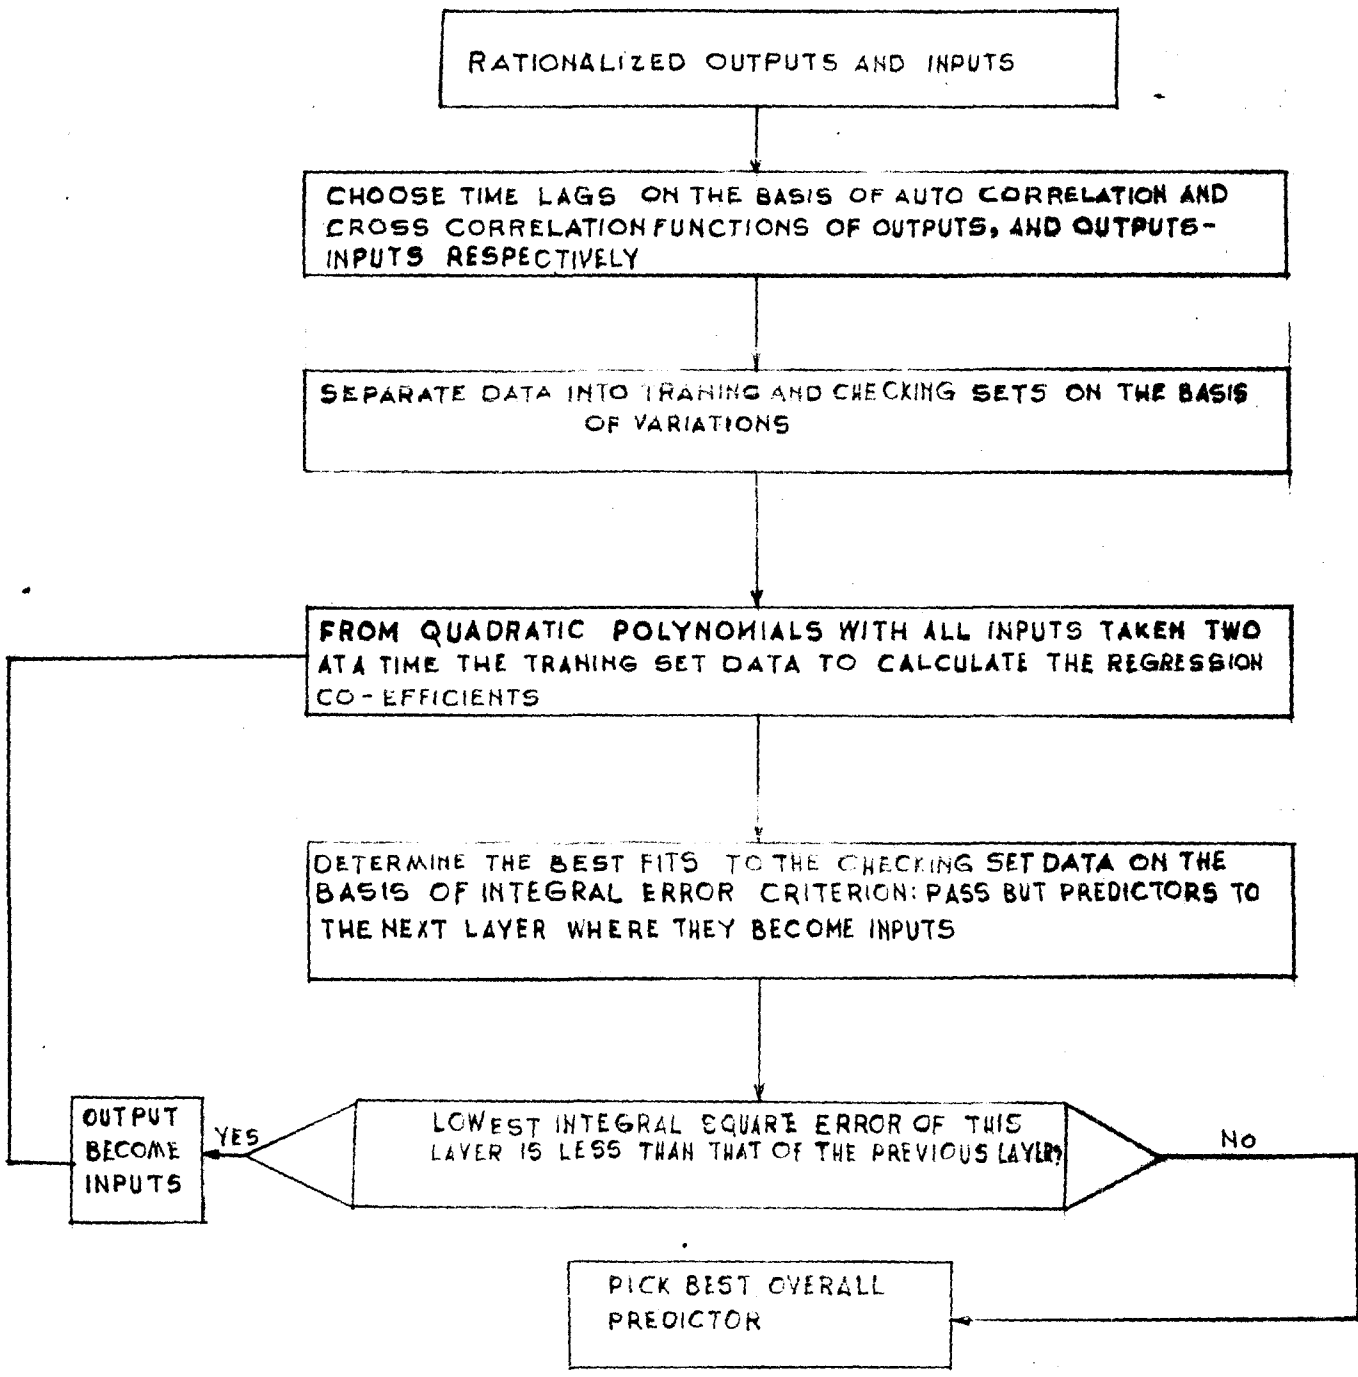 RATIONALIZED OUTPUTS AND INPUTS
CHOOSE TIME LAGS ON THE BASIS OF AUTO CORRELATION AND
CROSS CORRELATION FUNCTIONS OF OUTPUTS, AND OUTPUTS-
INPUTS RESPECTIVELY
SEPARATE DATA INTO TRANING AND CHECKING SETS ON THE BASIS
OF VARIATIONS
FROM QUADRATIC POLYNOMIALS WITH ALL INPUTS TAKEN TWO
AT A TIME THE TRANING SET DATA TO CALCULATE THE REGRESSION
CO-EFFICIENTS
DETERMINE THE BEST FITS TO THE CHECKING SET DATA ON THE
BASIS OF INTEGRAL ERROR CRITERION: PASS BUT PREDICTORS TO
THE NEXT LAYER WHERE THEY BECOME INPUTS
LOWEST INTEGRAL SQUARE ERROR OF THIS
LAYER IS LESS THAN THAT OF THE PREVIOUS LAYER?
YES
OUTPUT
BECOME
INPUTS
NO
PICK BEST OVERALL
PREDICTOR